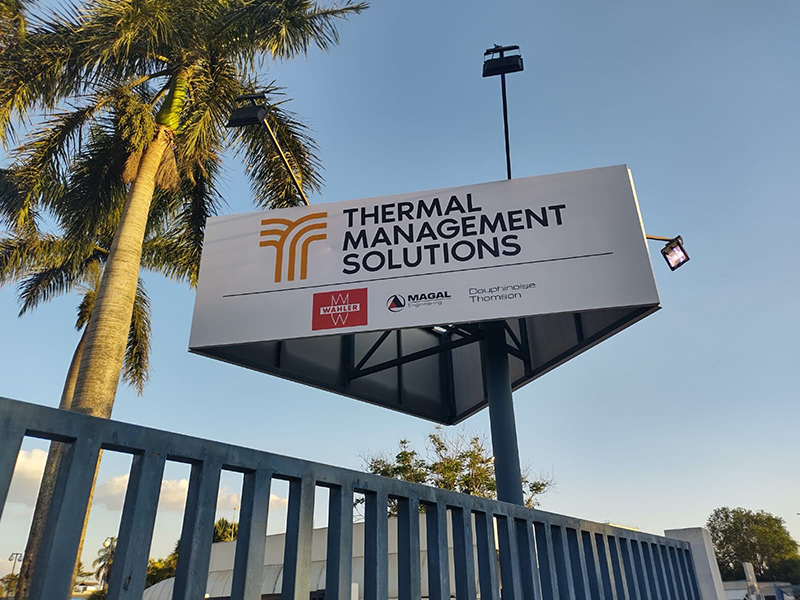 THERMAL
MANAGEMENT
SOLUTIONS
WAHLER
MAGAL
Engineering
Dauphinoise
Thomson